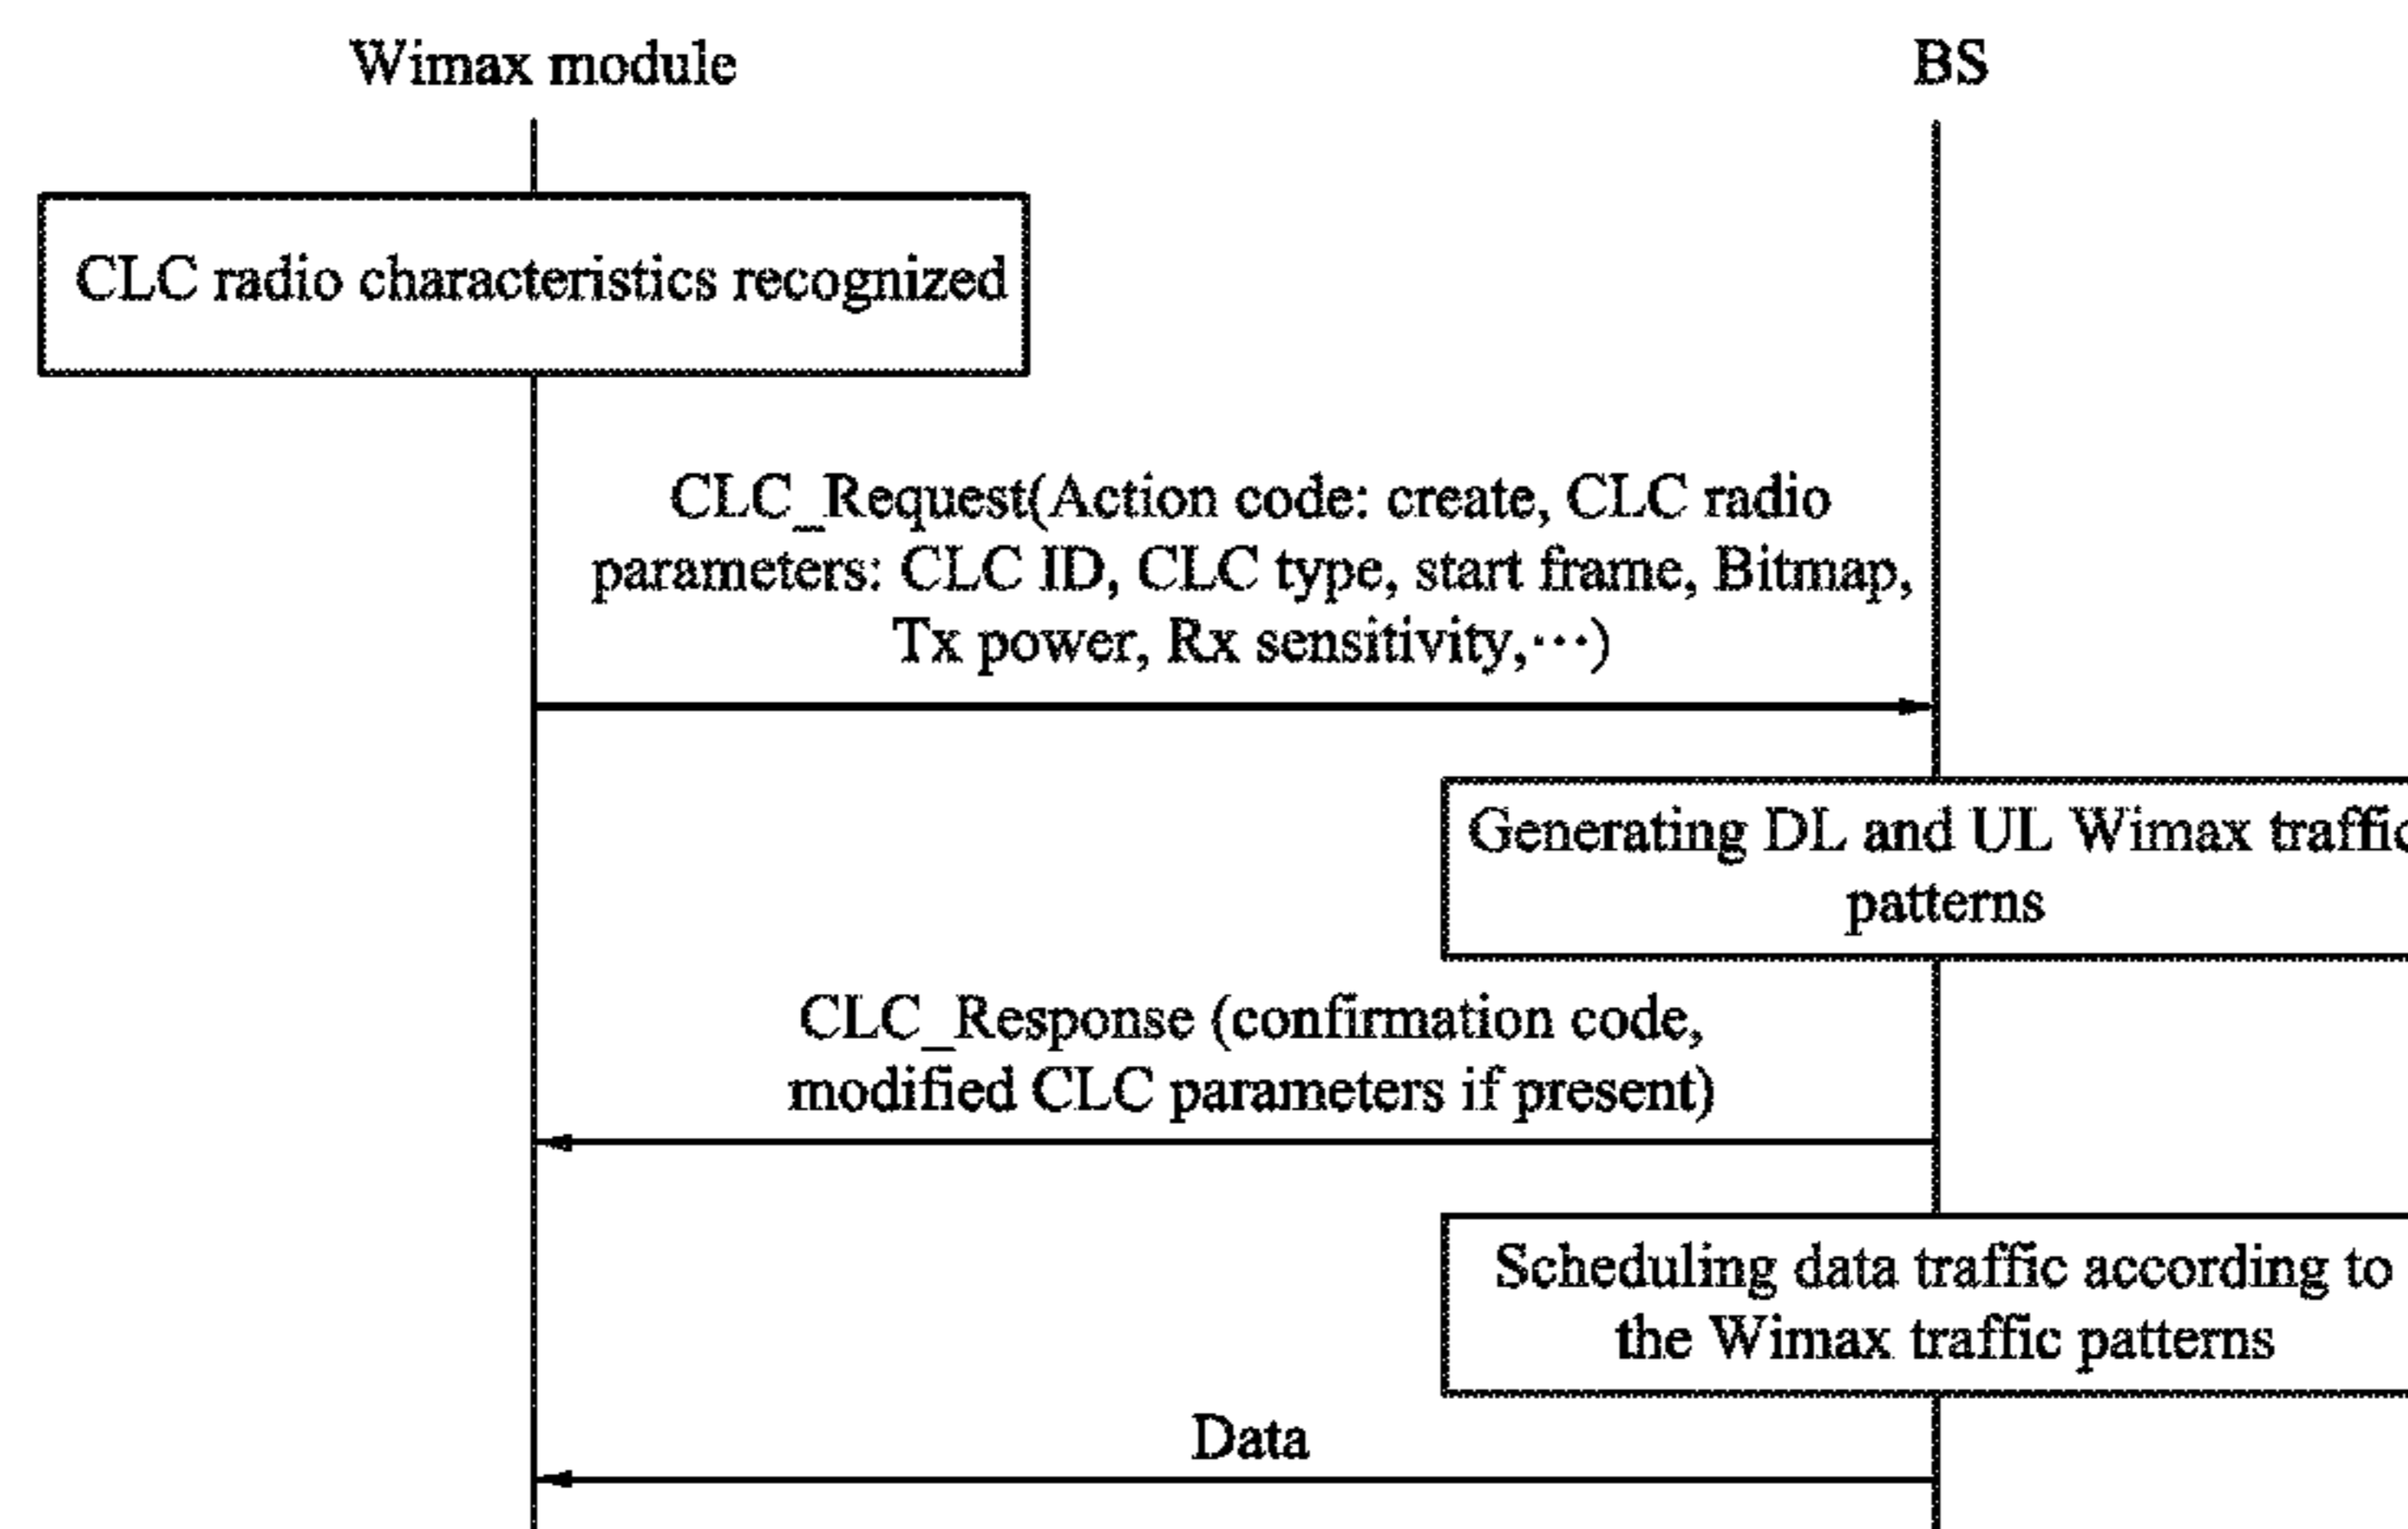 Wimax module
BS
CLC radio characteristics recognized
CLC_Request(Action code: create, CLC radio
parameters: CLC ID, CLC type, start frame, Bitmap,
Tx power, Rx sensitivity,···)
Generating DL and UL Wimax traffic
patterns
CLC_Response (confirmation code,
modified CLC parameters if present)
Scheduling data traffic according to
the Wimax traffic patterns
Data